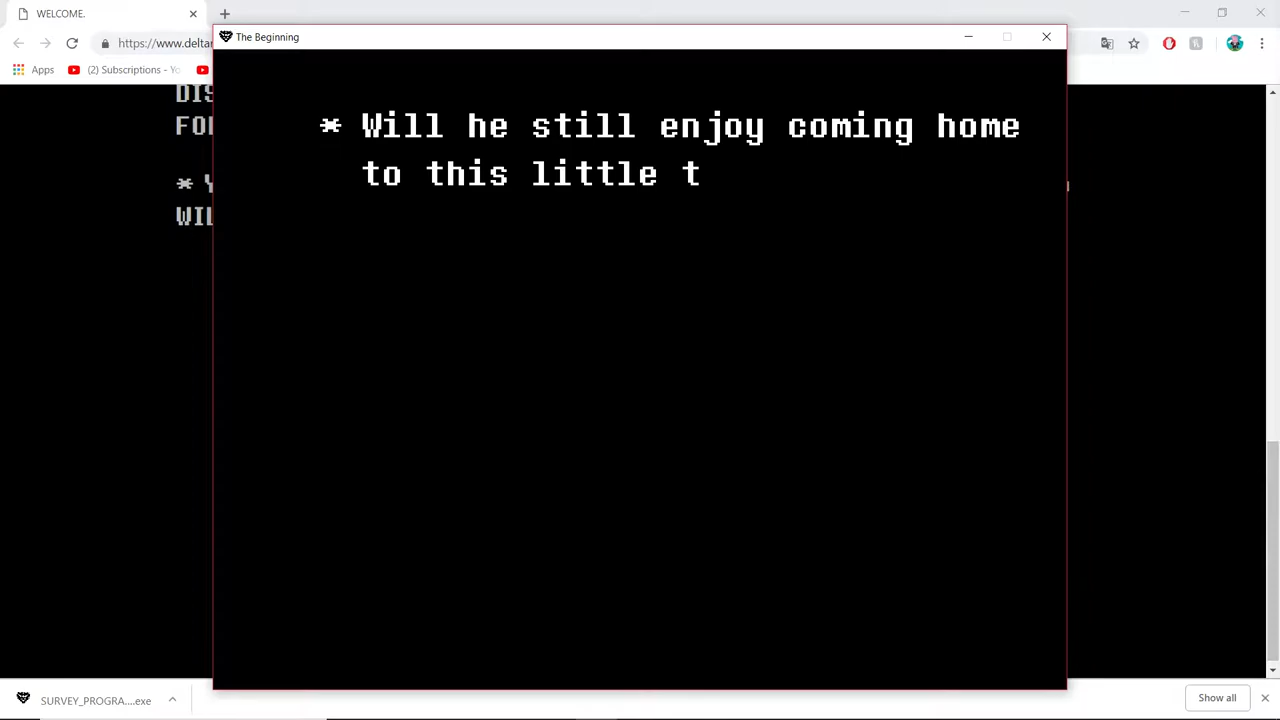 WELCOME.
The Beginning
https://www.deltar
Apps
(2) Subscriptions - Yo
DIS
FOR
* Y
WIL
* Will he still enjoy coming home
to this little t
SURVEY_PROGRA....exe
Show all